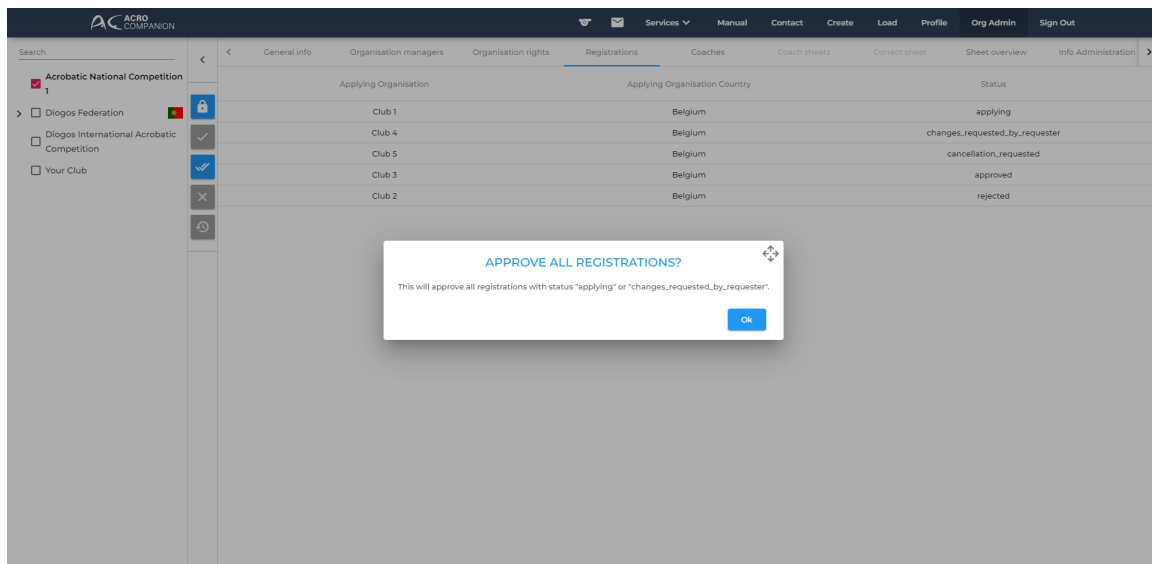 ACRO
COMPANION
Services
Manual
Contact
Create
Load
Profile
Org Admin
Sign Out
Search
Acrobatic National Competition
1
Diogos Federation
Diogos International Acrobatic
Competition
Your Club
General info
Organisation managers
Organisation rights
Registrations
Coaches
Coach sheets
Correct sheet
Sheet overview
Info Administration
Applying Organisation Applying Organisation Country Status
Club 1 Belgium applying
Club 4 Belgium changes_requested_by_requester
Club 5 Belgium cancellation_requested
Club 3 Belgium approved
Club 2 Belgium rejected
APPROVE ALL REGISTRATIONS?
This will approve all registrations with status "applying" or "changes_requested_by_requester".
Ok